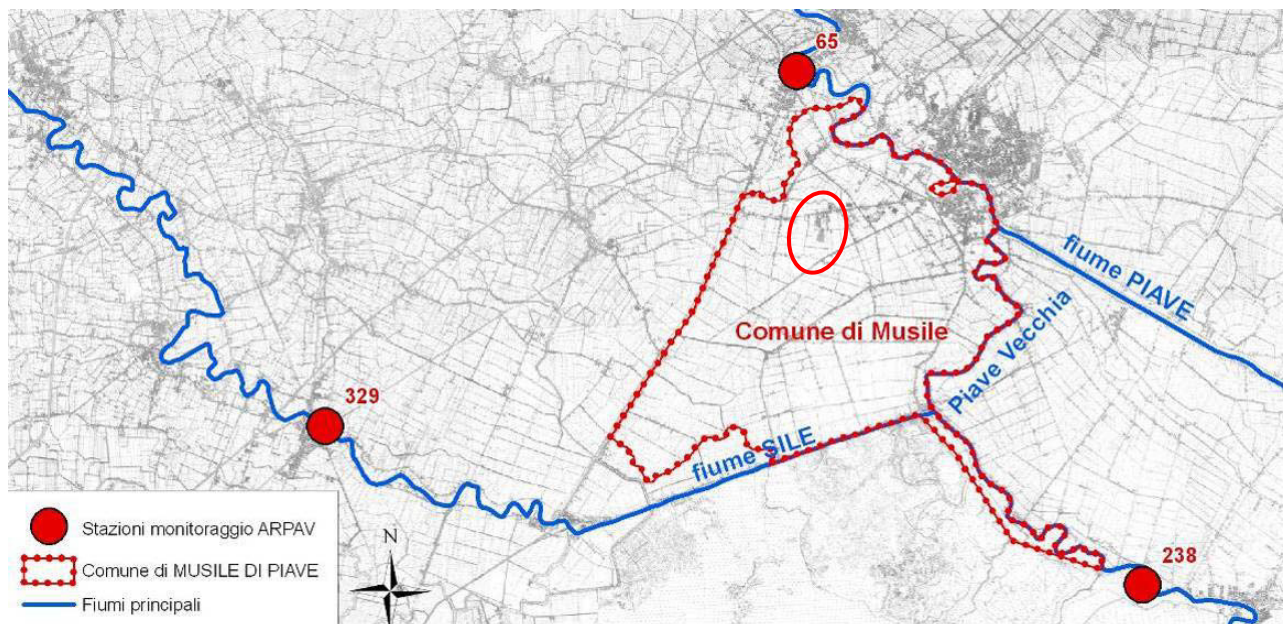 65
fiume PIAVE
Comune di Musile
Piave Vecchia
329
fiume SILE
238
N
Stazioni monitoraggio ARPAV
Comune di MUSILE DI PIAVE
Fiumi principali